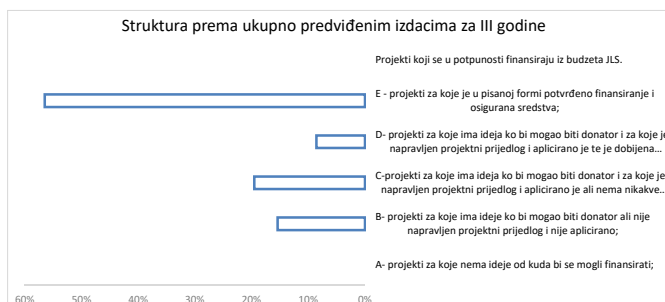 Struktura prema ukupno predviđenim izdacima za III godine
Projekti koji se u potpunosti finansiraju iz budzeta JLS.
E - projekti za koje je u pisanoj formi potvrđeno finansiranje i
osigurana sredstva;
D- projekti za koje ima ideja ko bi mogao biti donator i za koje je
napravljen projektni prijedlog i aplicirano je te je dobijena...
C-projekti za koje ima ideja ko bi mogao biti donator i za koje je
napravljen projektni prijedlog i aplicirano je ali nema nikakve...
B- projekti za koje ima ideje ko bi mogao biti donator ali nije
napravljen projektni prijedlog i nije aplicirano;
A- projekti za koje nema ideje od kuda bi se mogli finansirati;
60% 50% 40% 30% 20% 10% 0%